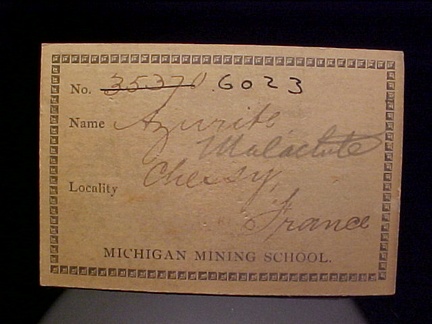 No. 35370 6023
Name Azurite
Malachite
Locality Chessy,
France
MICHIGAN MINING SCHOOL.